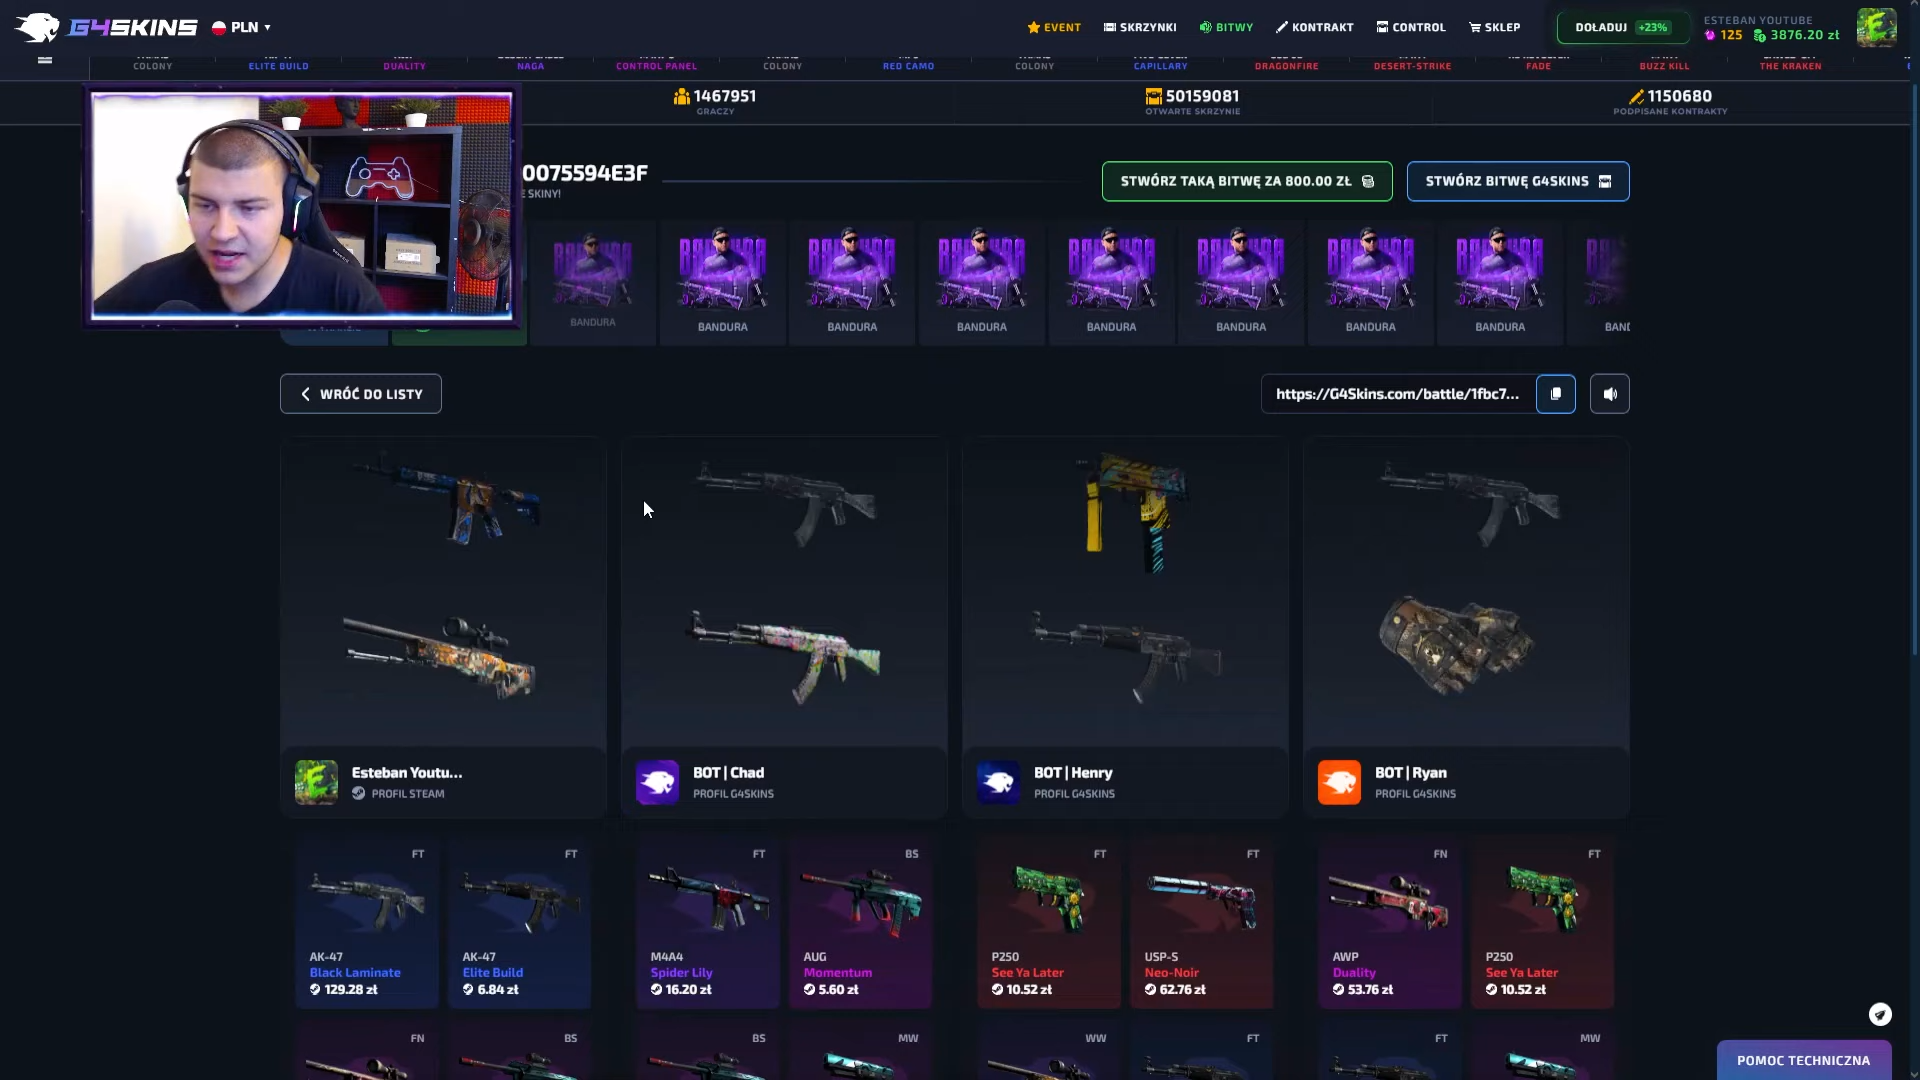 G4SKINS
PLN
EVENT
SKRZYNKI
BITWY
KONTRAKT
CONTROL
SKLEP
DOŁADUJ +23%
ESTEBAN YOUTUBE
125 3876.20 zł
COLONY
ELITE BUILD
DUALITY
NAGA
CONTROL PANEL
COLONY
RED CAMO
COLONY
CAPILLARY
DRAGONFIRE
DESERT-STRIKE
FADE
BUZZ KILL
THE KRAKEN
1467951
GRACZY
50159081
OTWARTE SKRZYNIE
1150680
PODPISANE KONTRAKTY
0075594E3F
E SKINY!
STWÓRZ TAKĄ BITWĘ ZA 800.00 ZŁ
STWÓRZ BITWĘ G4SKINS
BANDURA
BANDURA
BANDURA
BANDURA
BANDURA
BANDURA
BANDURA
BANDURA
BAND
WRÓĆ DO LISTY
https://G4Skins.com/battle/1fbc7...
Esteban Youtu...
PROFIL STEAM
BOT | Chad
PROFIL G4SKINS
BOT | Henry
PROFIL G4SKINS
BOT | Ryan
PROFIL G4SKINS
FT
AK-47
Black Laminate
129.28 zł
FT
AK-47
Elite Build
6.84 zł
FT
M4A4
Spider Lily
16.20 zł
BS
AUG
Momentum
5.60 zł
FT
P250
See Ya Later
10.52 zł
FT
USP-S
Neo-Noir
62.76 zł
FN
AWP
Duality
53.76 zł
FT
P250
See Ya Later
10.52 zł
FN
BS
BS
MW
WW
FT
FT
MW
POMOC TECHNICZNA